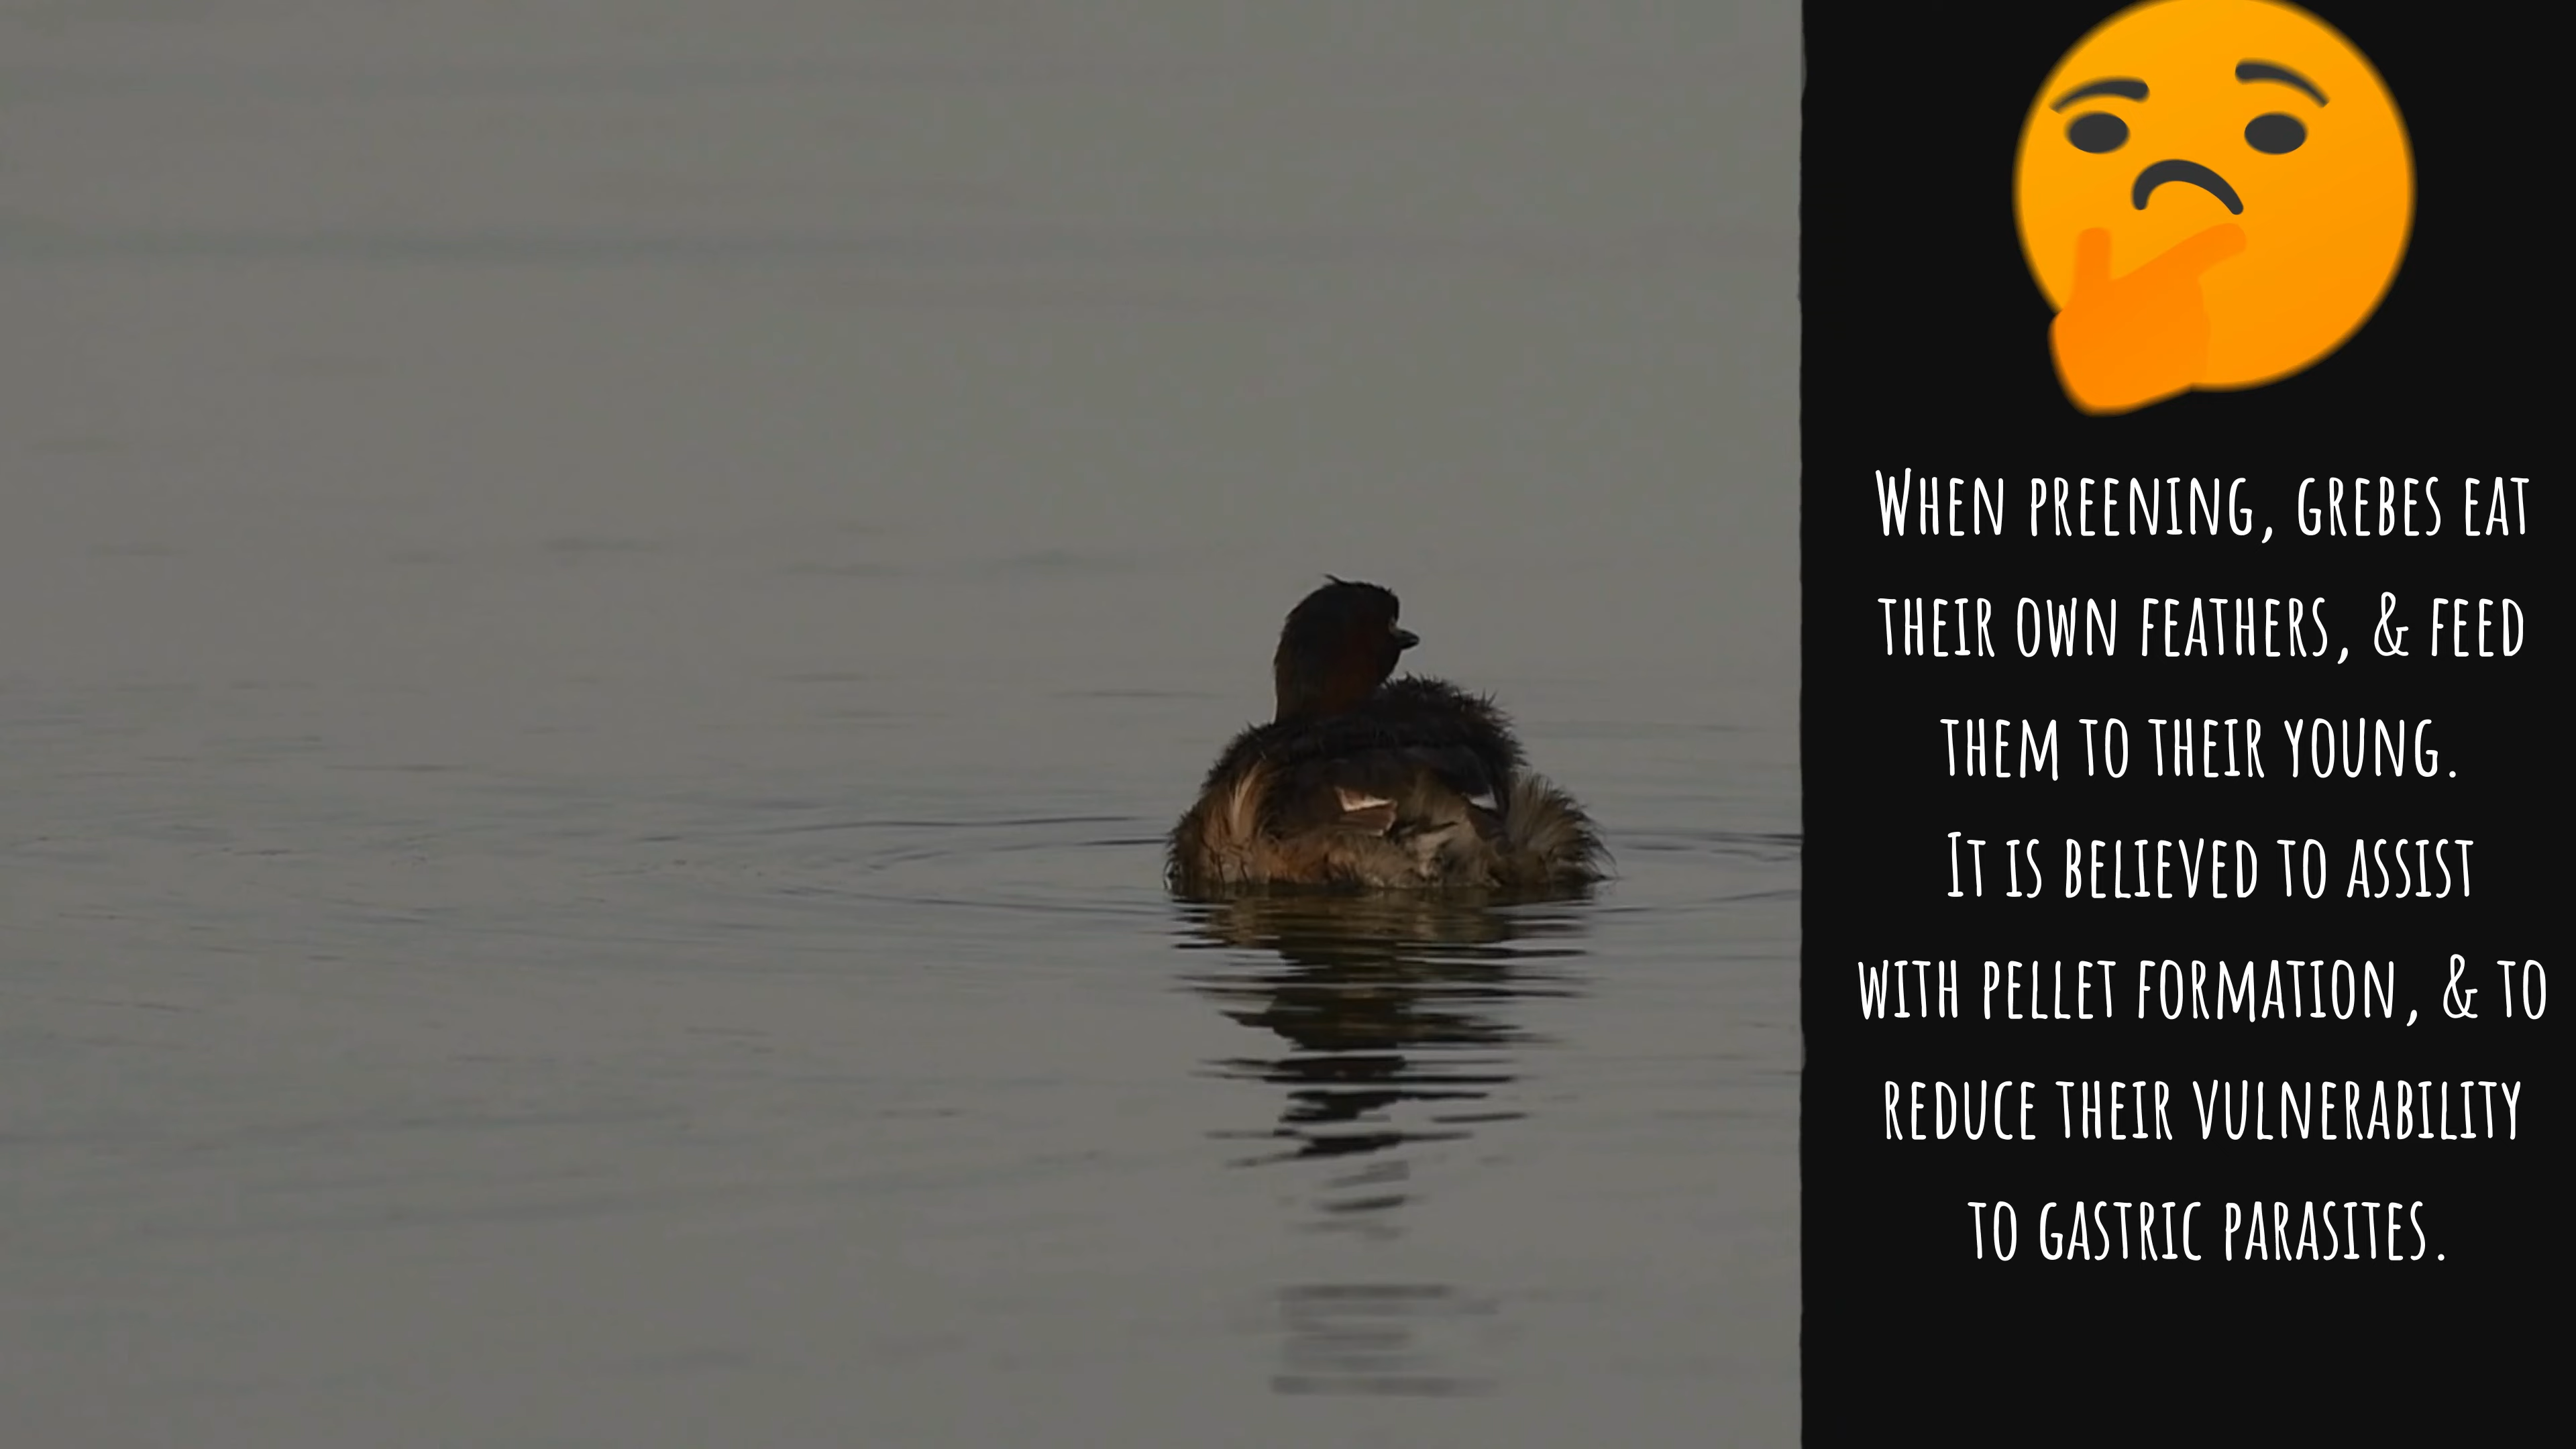 When preening, grebes eat
their own feathers, & feed
them to their young.
It is believed to assist
with pellet formation, & to
reduce their vulnerability
to gastric parasites.